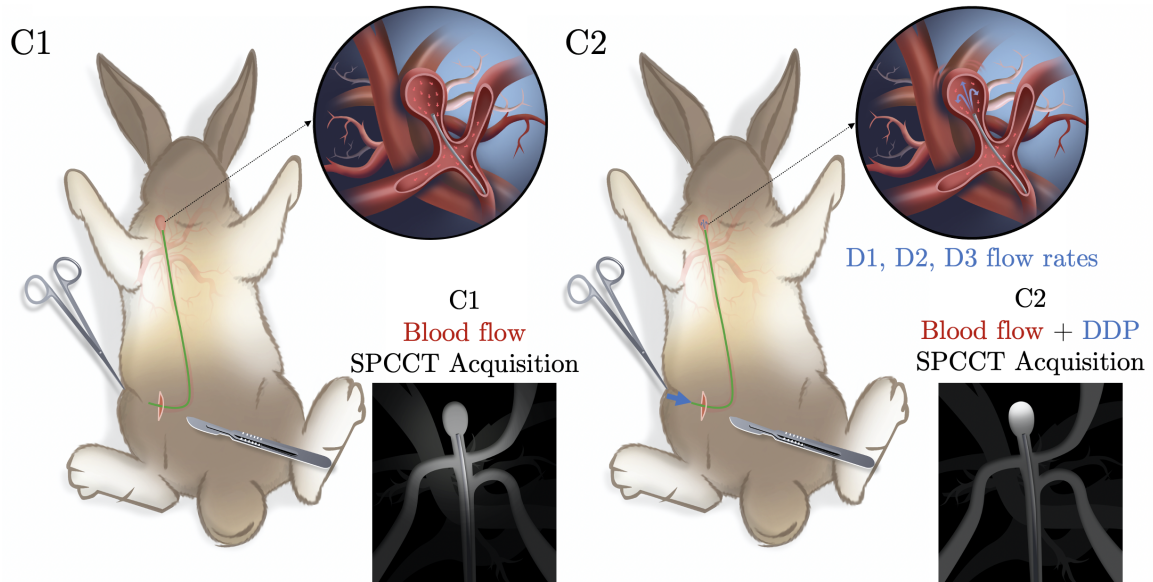 C1
C2
D1, D2, D3 flow rates
C1
Blood flow
SPCCT Acquisition
C2
Blood flow + DDP
SPCCT Acquisition